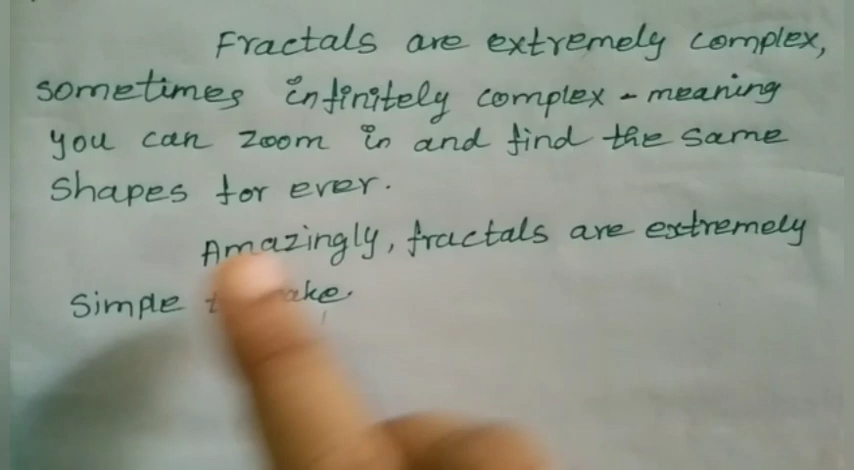 Fractals are extremely complex,
sometimes infinitely complex - meaning
you can zoom in and find the same
shapes for ever.
Amazingly, fractals are extremely
simple